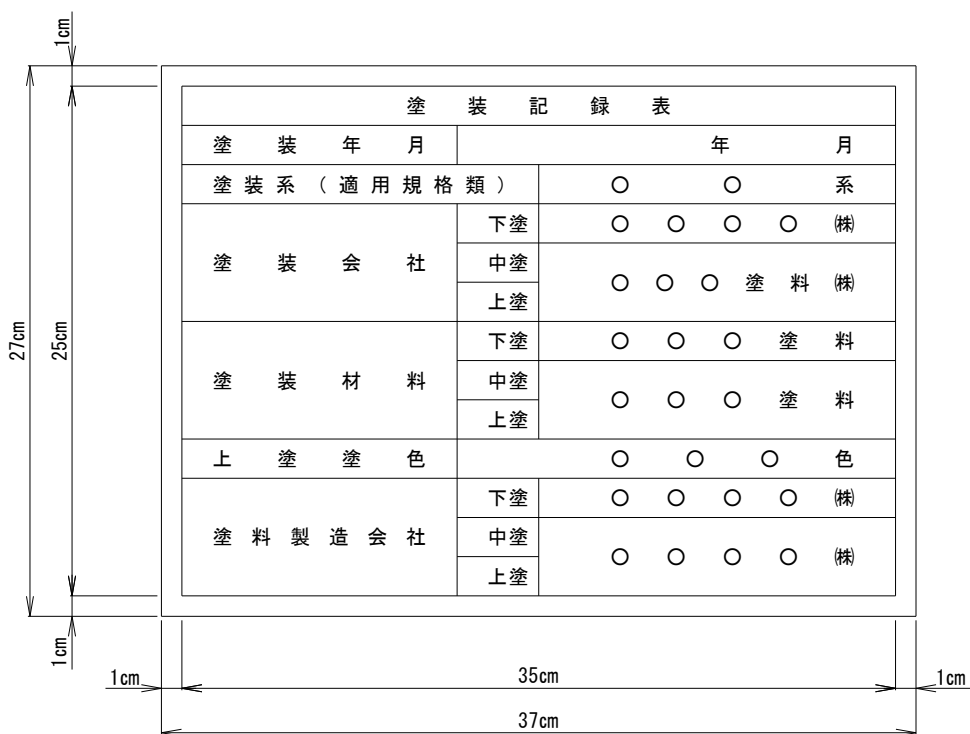 1cm
塗装記録表
塗装年月 年 月
塗装系(適用規格類) ○ ○ 系
塗装会社 下塗 ○○○○㈱
中塗 ○○○塗料㈱
上塗
塗装材料 下塗 ○○○塗料
中塗 ○○○塗料
上塗
上塗塗色 ○○○色
塗料製造会社 下塗 ○○○○㈱
中塗 ○○○○㈱
上塗
27cm
25cm
1cm
1cm 35cm 1cm
37cm